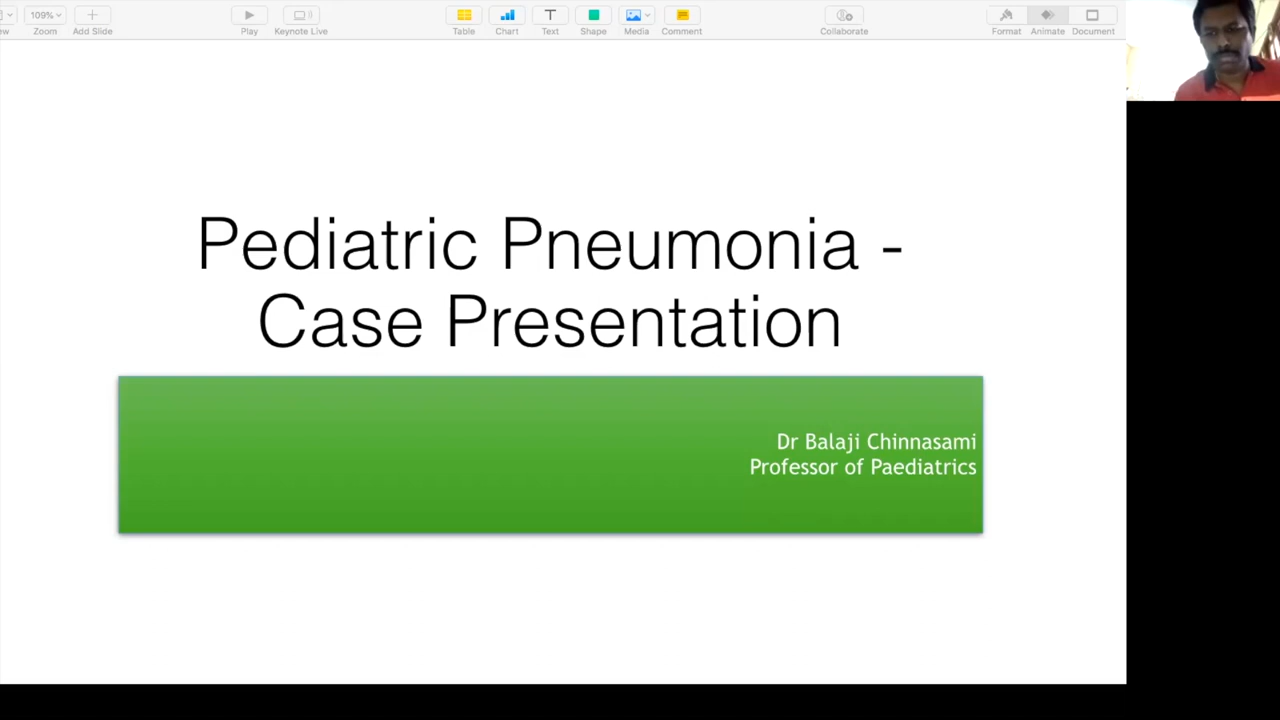 109%
Zoom
Add Slide
Play
Keynote Live
Table
Chart
Text
Shape
Media
Comment
Collaborate
Format
Animate
Document
Pediatric Pneumonia -
Case Presentation
Dr Balaji Chinnasami
Professor of Paediatrics